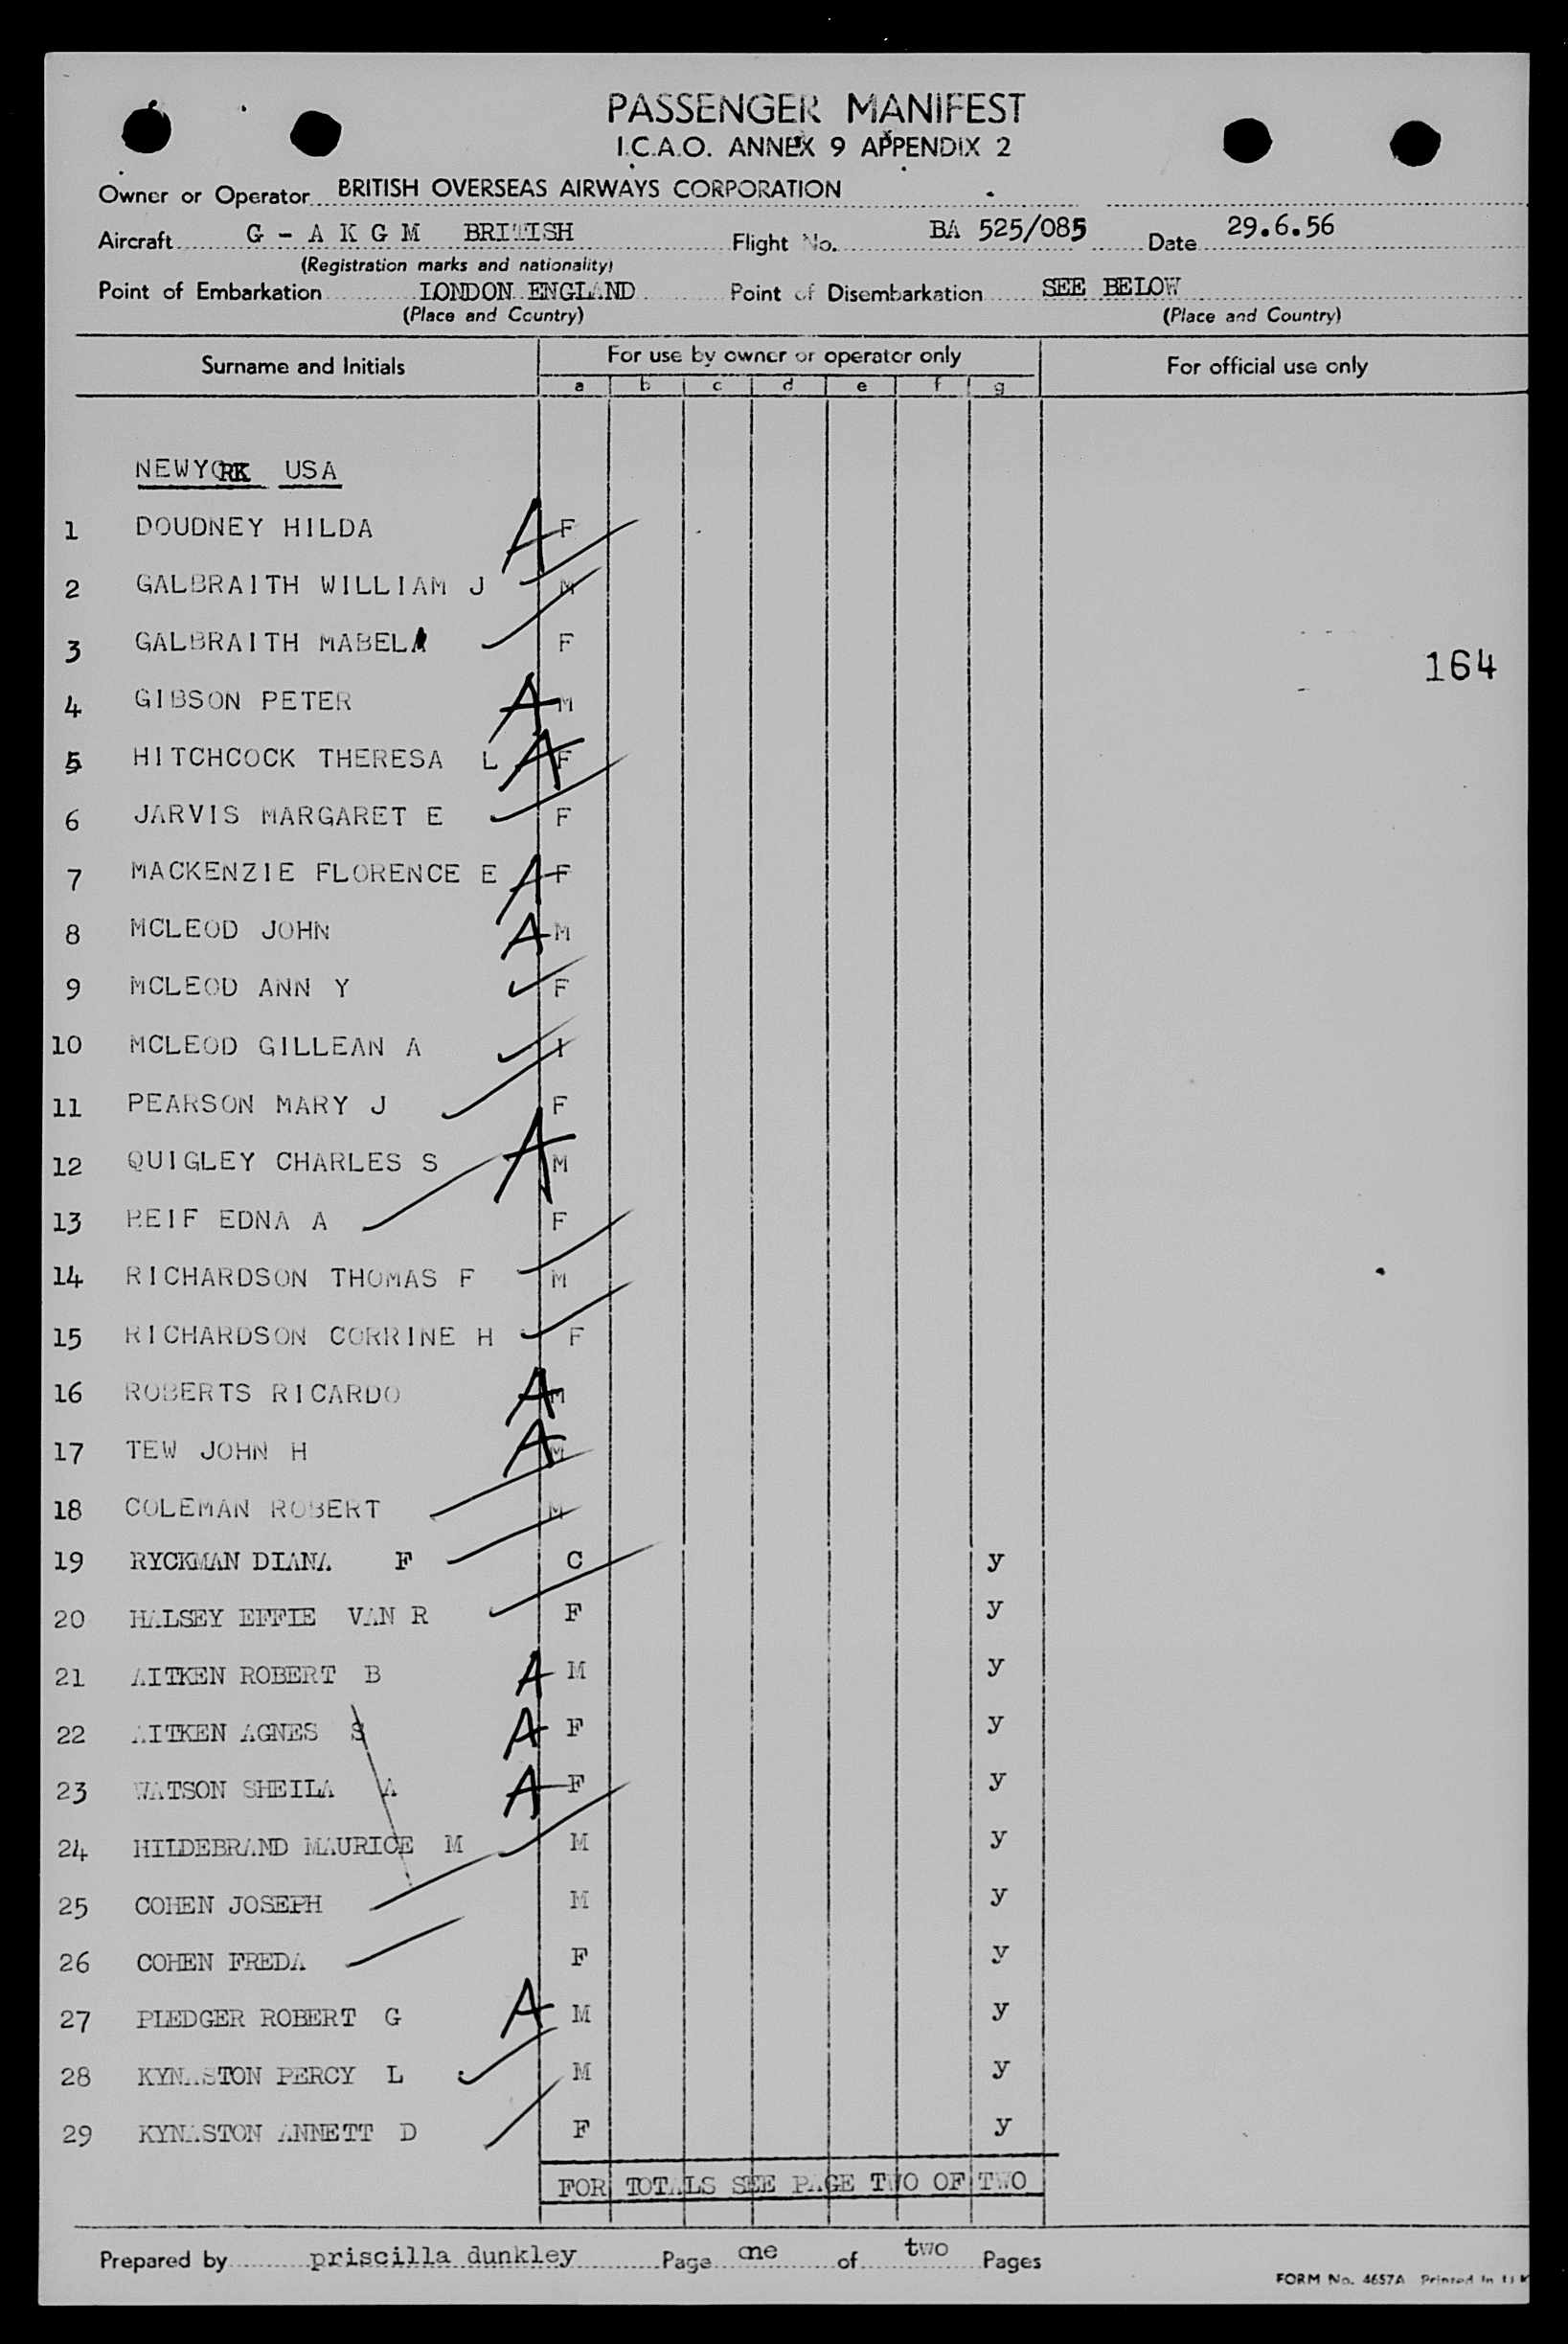 PASSENGER MANIFEST
I.C.A.O. ANNEX 9 APPENDIX 2
Owner or Operator BRITISH OVERSEAS AIRWAYS CORPORATION
Aircraft G - A K G M BRITISH Flight No. BA 525/085 Date 29.6.56
(Registration marks and nationality)
Point of Embarkation LONDON ENGLAND Point of Disembarkation SEE BELOW
(Place and Country) (Place and Country)
Surname and Initials For use by owner or operator only For official use only
a b c d e f g
NEWYORK USA
1 DOUDNEY HILDA A F
2 GALBRAITH WILLIAM J M
3 GALBRAITH MABEL F
164
4 GIBSON PETER A M
5 HITCHCOCK THERESA L A F
6 JARVIS MARGARET E F
7 MACKENZIE FLORENCE E A F
8 MCLEOD JOHN A M
9 MCLEOD ANN Y F
10 MCLEOD GILLEAN A I
11 PEARSON MARY J F
12 QUIGLEY CHARLES S A M
13 REIF EDNA A F
14 RICHARDSON THOMAS F M
15 RICHARDSON CORRINE H F
16 ROBERTS RICARDO A M
17 TEW JOHN H A M
18 COLEMAN ROBERT M
19 RYCKMAN DIANA F C y
20 HALSEY EFFIE VAN R F y
21 AITKEN ROBERT B A M y
22 AITKEN AGNES S A F y
23 WATSON SHEILA A A F y
24 HILDEBRAND MAURICE M M y
25 COHEN JOSEPH M y
26 COHEN FREDA F y
27 PLEDGER ROBERT G A M y
28 KYNASTON PERCY L M y
29 KYNASTON ANNETT D F y
FOR TOTALS SEE PAGE TWO OF TWO
Prepared by priscilla dunkley Page one of two Pages
FORM No. 4657A Printed in U K